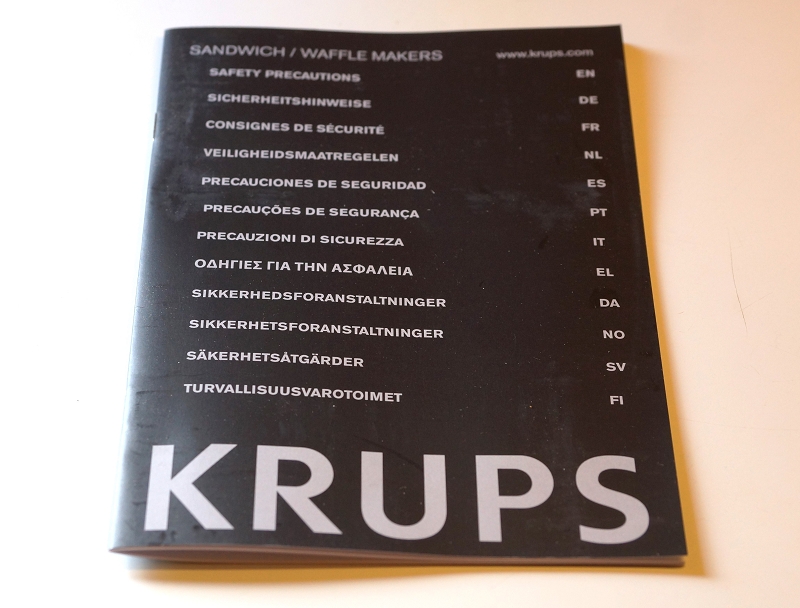 SANDWICH / WAFFLE MAKERS www.krups.com
SAFETY PRECAUTIONS EN
SICHERHEITSHINWEISE DE
CONSIGNES DE SÉCURITÉ FR
VEILIGHEIDSMAATREGELEN NL
PRECAUCIONES DE SEGURIDAD ES
PRECAUÇÕES DE SEGURANÇA PT
PRECAUZIONI DI SICUREZZA IT
ΟΔΗΓΙΕΣ ΓΙΑ ΤΗΝ ΑΣΦΑΛΕΙΑ EL
SIKKERHEDSFORANSTALTNINGER DA
SIKKERHETSFORANSTALTNINGER NO
SÄKERHETSÅTGÄRDER SV
TURVALLISUUSVAROTOIMET FI
KRUPS